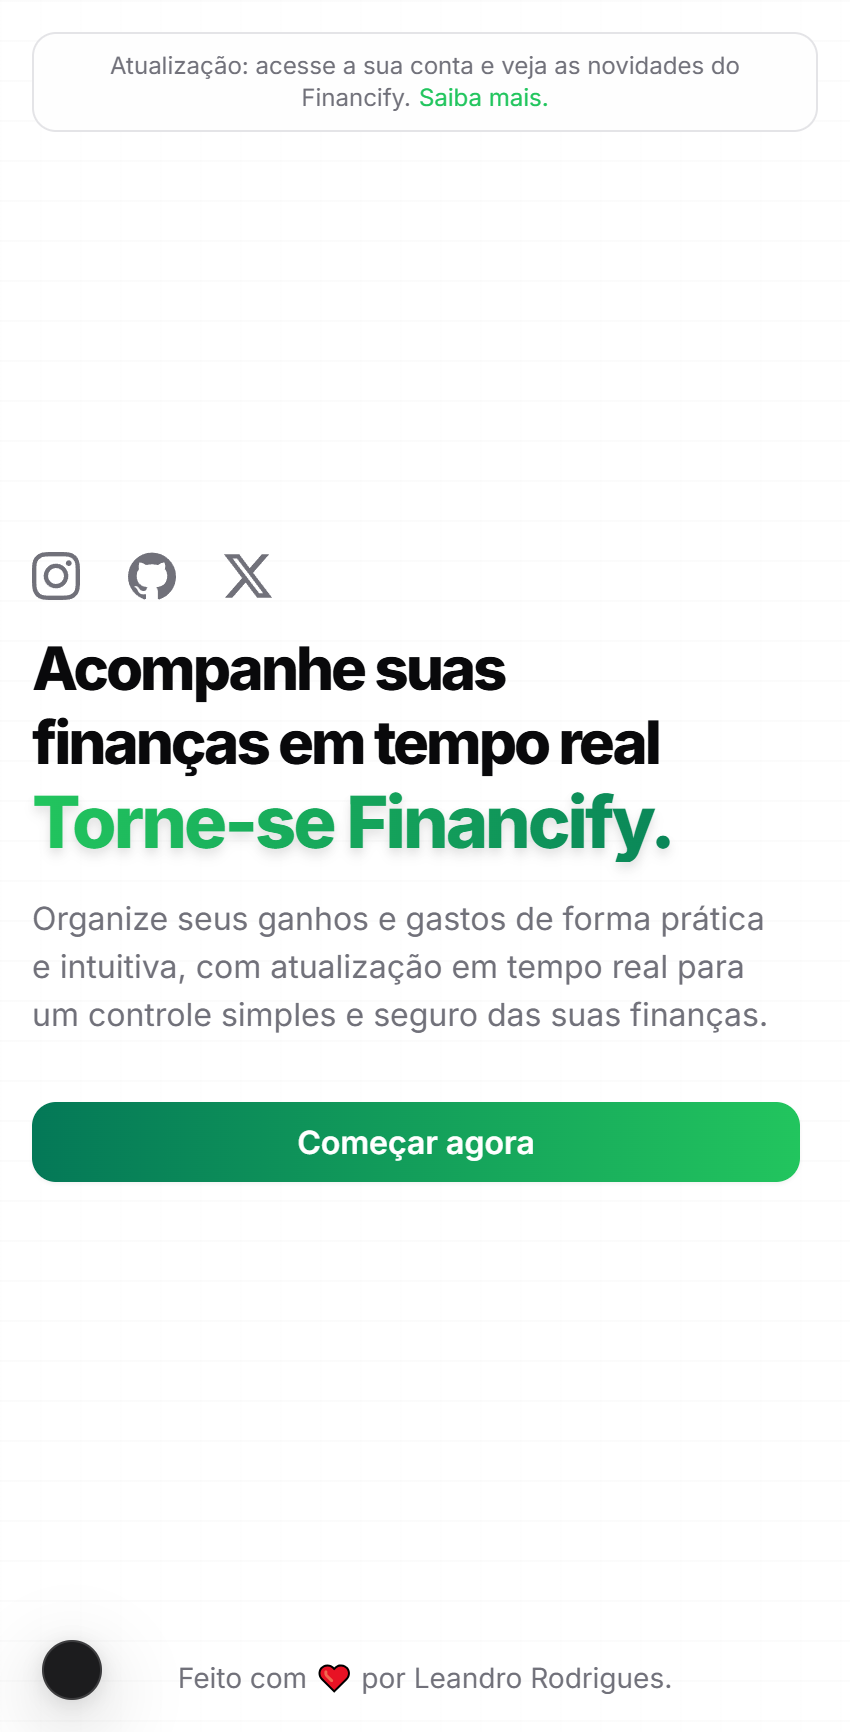 Atualização: acesse a sua conta e veja as novidades do
Financify. Saiba mais.
Acompanhe suas
finanças em tempo real
Torne-se Financify.
Organize seus ganhos e gastos de forma prática
e intuitiva, com atualização em tempo real para
um controle simples e seguro das suas finanças.
Começar agora
Feito com ❤️ por Leandro Rodrigues.